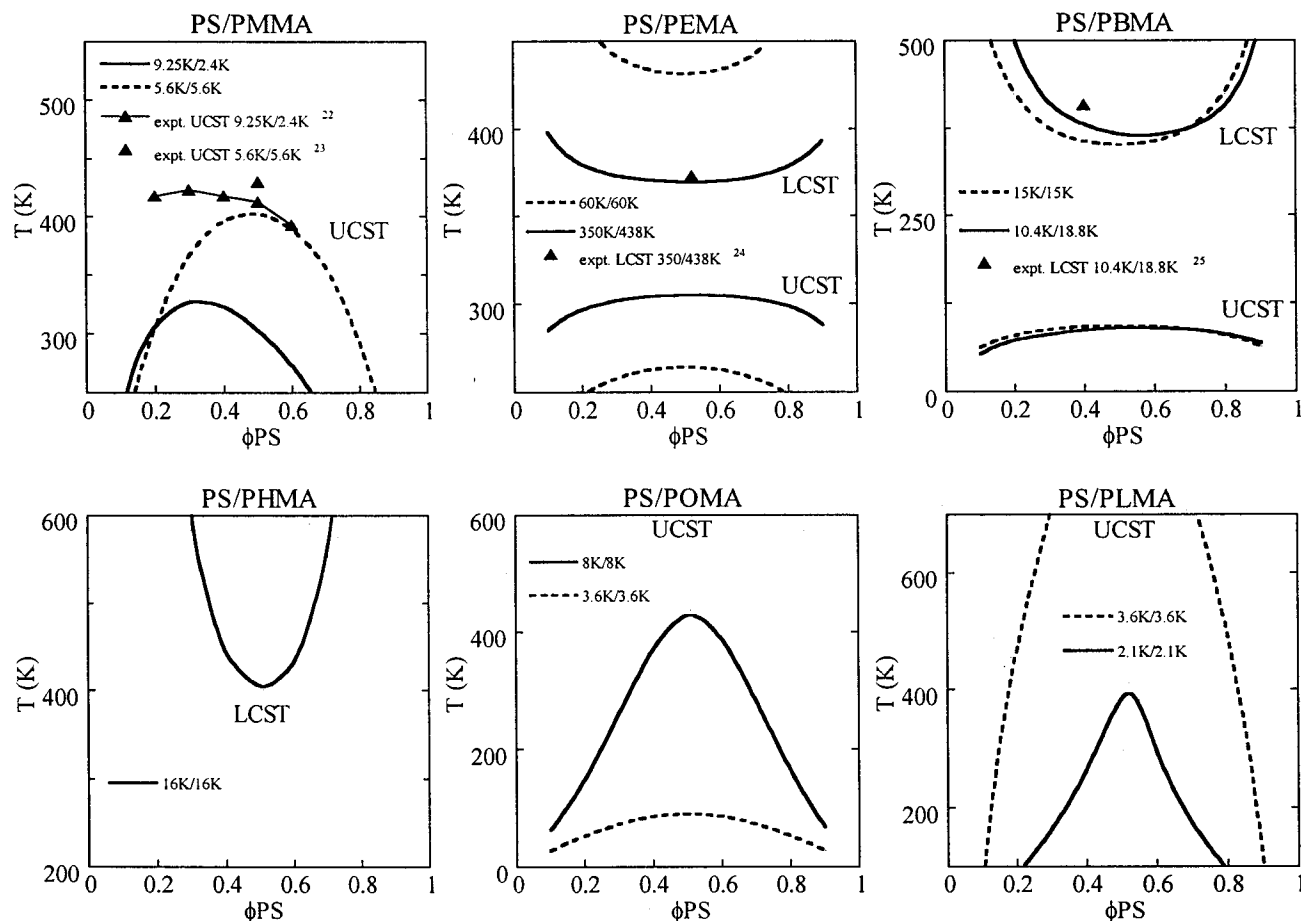 PS/PMMA
9.25K/2.4K
5.6K/5.6K
expt. UCST 9.25K/2.4K 22
expt. UCST 5.6K/5.6K 23
UCST
500
400
300
T (K)
0 0.2 0.4 0.6 0.8 1
ϕPS
PS/PEMA
400
300
T (K)
LCST
60K/60K
350K/438K
expt. LCST 350/438K 24
UCST
0 0.2 0.4 0.6 0.8 1
ϕPS
PS/PBMA
500
250
0
T (K)
LCST
15K/15K
10.4K/18.8K
expt. LCST 10.4K/18.8K 25
UCST
0 0.2 0.4 0.6 0.8 1
ϕPS
PS/PHMA
600
400
200
T (K)
LCST
16K/16K
0 0.2 0.4 0.6 0.8 1
ϕPS
PS/POMA
UCST
8K/8K
3.6K/3.6K
600
400
200
0
T (K)
0 0.2 0.4 0.6 0.8 1
ϕPS
PS/PLMA
UCST
3.6K/3.6K
2.1K/2.1K
600
400
200
T (K)
0 0.2 0.4 0.6 0.8 1
ϕPS